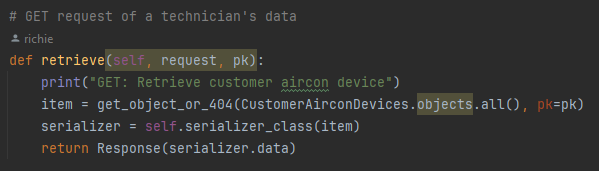 # GET request of a technician's data
richie
def retrieve(self, request, pk):
print("GET: Retrieve customer aircon device")
item = get_object_or_404(CustomerAirconDevices.objects.all(), pk=pk)
serializer = self.serializer_class(item)
return Response(serializer.data)